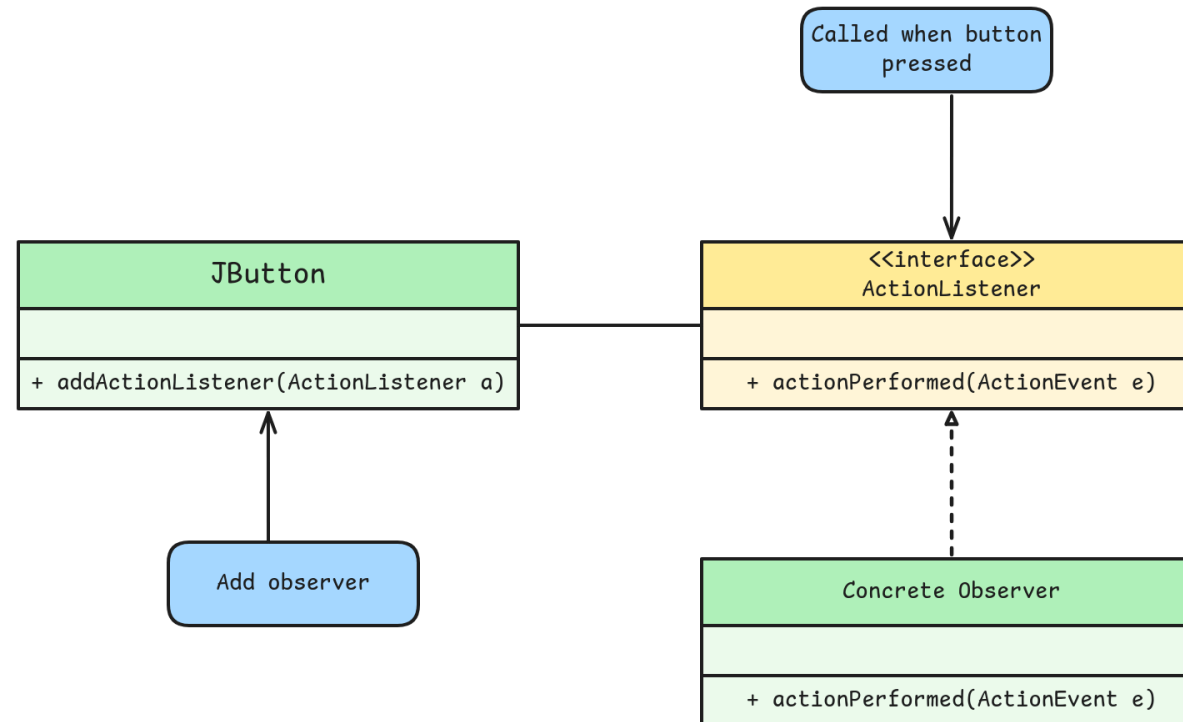 Called when button
pressed
JButton
<<interface>>
ActionListener
+ addActionListener(ActionListener a)
+ actionPerformed(ActionEvent e)
Add observer
Concrete Observer
+ actionPerformed(ActionEvent e)